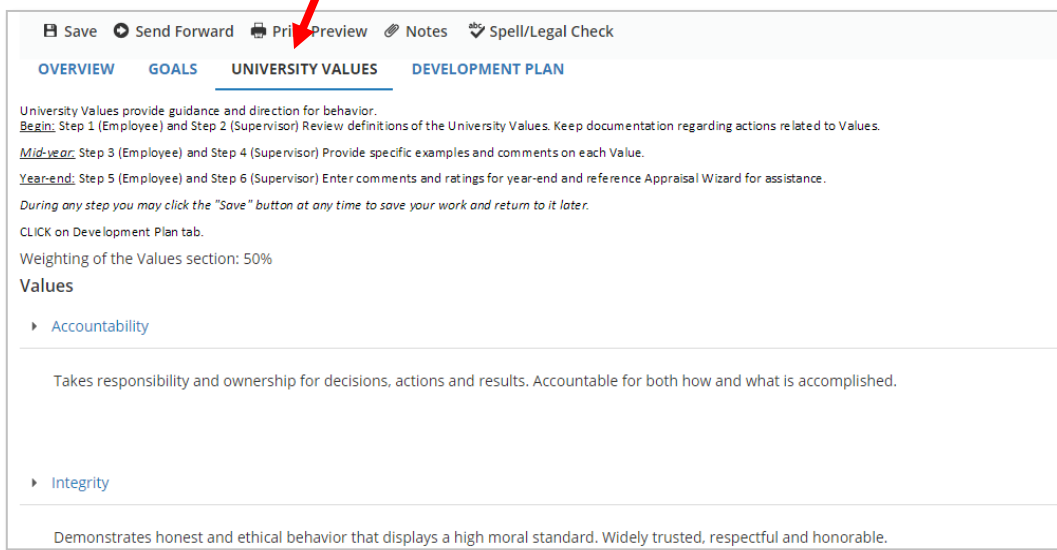 Save Send Forward Print Preview Notes Spell/Legal Check
OVERVIEW GOALS UNIVERSITY VALUES DEVELOPMENT PLAN
University Values provide guidance and direction for behavior.
Begin: Step 1 (Employee) and Step 2 (Supervisor) Review definitions of the University Values. Keep documentation regarding actions related to Values.
Mid-year: Step 3 (Employee) and Step 4 (Supervisor) Provide specific examples and comments on each Value.
Year-end: Step 5 (Employee) and Step 6 (Supervisor) Enter comments and ratings for year-end and reference Appraisal Wizard for assistance.
During any step you may click the "Save" button at any time to save your work and return to it later.
CLICK on Development Plan tab.
Weighting of the Values section: 50%
Values
Accountability
Takes responsibility and ownership for decisions, actions and results. Accountable for both how and what is accomplished.
Integrity
Demonstrates honest and ethical behavior that displays a high moral standard. Widely trusted, respectful and honorable.